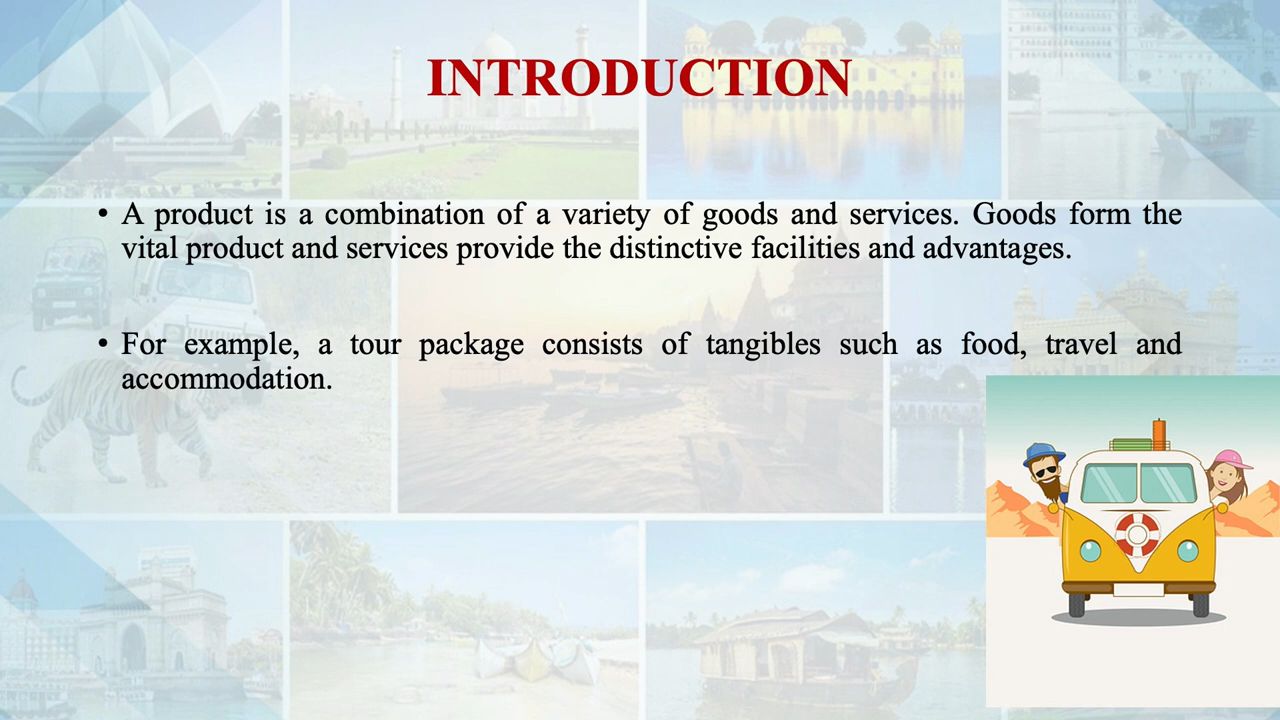 INTRODUCTION
• A product is a combination of a variety of goods and services. Goods form the
vital product and services provide the distinctive facilities and advantages.
• For example, a tour package consists of tangibles such as food, travel and
accommodation.